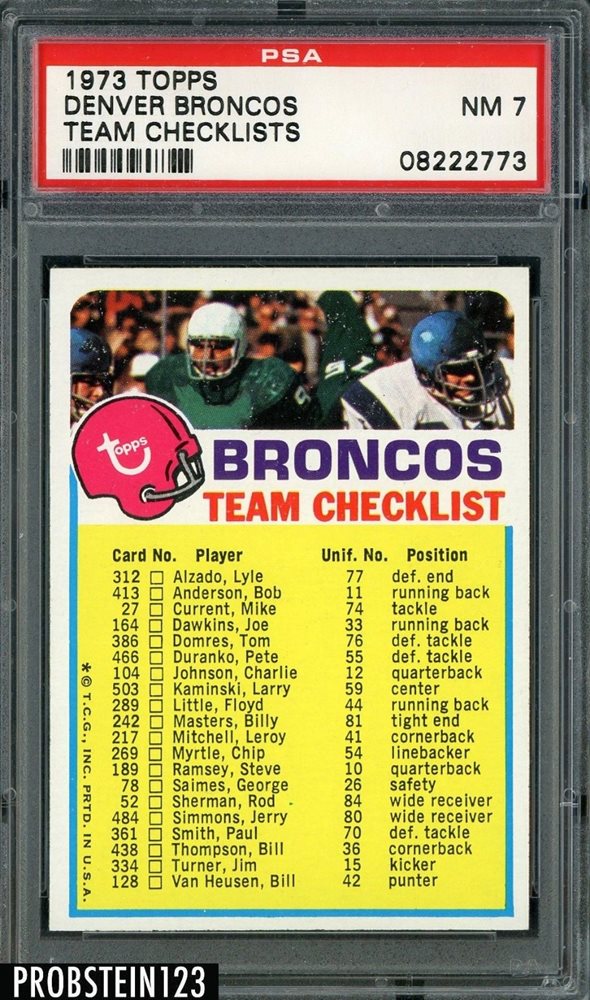 PSA
1973 TOPPS
DENVER BRONCOS NM 7
TEAM CHECKLISTS
08222773
topps
BRONCOS
TEAM CHECKLIST
Card No. Player Unif. No. Position
312 □ Alzado, Lyle 77 def. end
413 □ Anderson, Bob 11 running back
27 □ Current, Mike 74 tackle
164 □ Dawkins, Joe 33 running back
386 □ Domres, Tom 76 def. tackle
466 □ Duranko, Pete 55 def. tackle
104 □ Johnson, Charlie 12 quarterback
503 □ Kaminski, Larry 59 center
289 □ Little, Floyd 44 running back
242 □ Masters, Billy 81 tight end
217 □ Mitchell, Leroy 41 cornerback
269 □ Myrtle, Chip 54 linebacker
189 □ Ramsey, Steve 10 quarterback
78 □ Saimes, George 26 safety
52 □ Sherman, Rod 84 wide receiver
484 □ Simmons, Jerry 80 wide receiver
361 □ Smith, Paul 70 def. tackle
438 □ Thompson, Bill 36 cornerback
334 □ Turner, Jim 15 kicker
128 □ Van Heusen, Bill 42 punter
*© T.C.G., INC. PRTD. IN U.S.A.
PROBSTEIN123